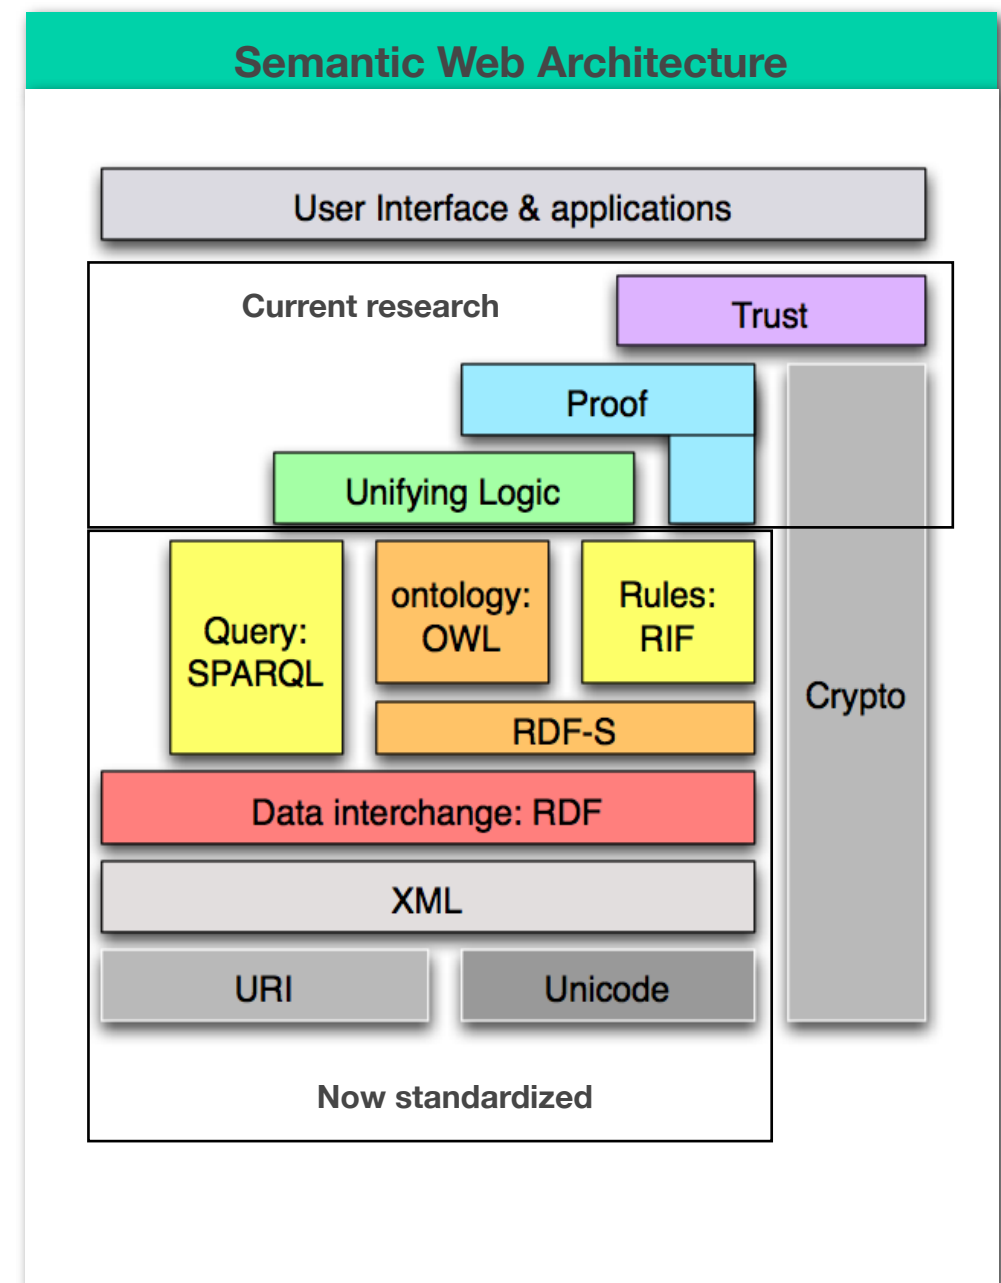 Semantic Web Architecture
User Interface & applications
Current research
Trust
Proof
Unifying Logic
Query:
SPARQL
ontology:
OWL
Rules:
RIF
Crypto
RDF-S
Data interchange: RDF
XML
URI
Unicode
Now standardized